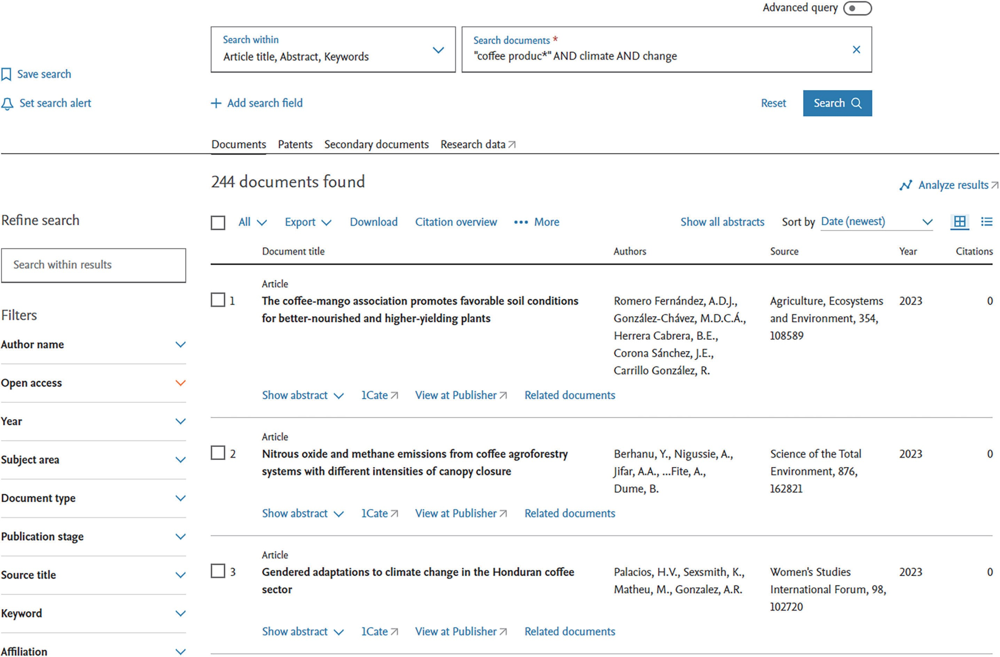 Advanced query
Search within
Article title, Abstract, Keywords
Search documents *
"coffee produc*" AND climate AND change
Save search
Set search alert
Add search field
Reset
Search
Documents Patents Secondary documents Research data
244 documents found
Analyze results
Refine search
Search within results
Filters
Author name
Open access
Year
Subject area
Document type
Publication stage
Source title
Keyword
Affiliation
All Export Download Citation overview ••• More
Show all abstracts Sort by Date (newest)
Document title Authors Source Year Citations
Article
1
The coffee-mango association promotes favorable soil conditions
for better-nourished and higher-yielding plants
Romero Fernández, A.D.J.,
González-Chávez, M.D.C.Á.,
Herrera Cabrera, B.E.,
Corona Sánchez, J.E.,
Carrillo González, R.
Agriculture, Ecosystems
and Environment, 354,
108589
2023
0
Show abstract 1Cate View at Publisher Related documents
Article
2
Nitrous oxide and methane emissions from coffee agroforestry
systems with different intensities of canopy closure
Berhanu, Y., Nigussie, A.,
Jifar, A.A., ...Fite, A.,
Dume, B.
Science of the Total
Environment, 876,
162821
2023
0
Show abstract 1Cate View at Publisher Related documents
Article
3
Gendered adaptations to climate change in the Honduran coffee
sector
Palacios, H.V., Sexsmith, K.,
Matheu, M., Gonzalez, A.R.
Women's Studies
International Forum, 98,
102720
2023
0
Show abstract 1Cate View at Publisher Related documents